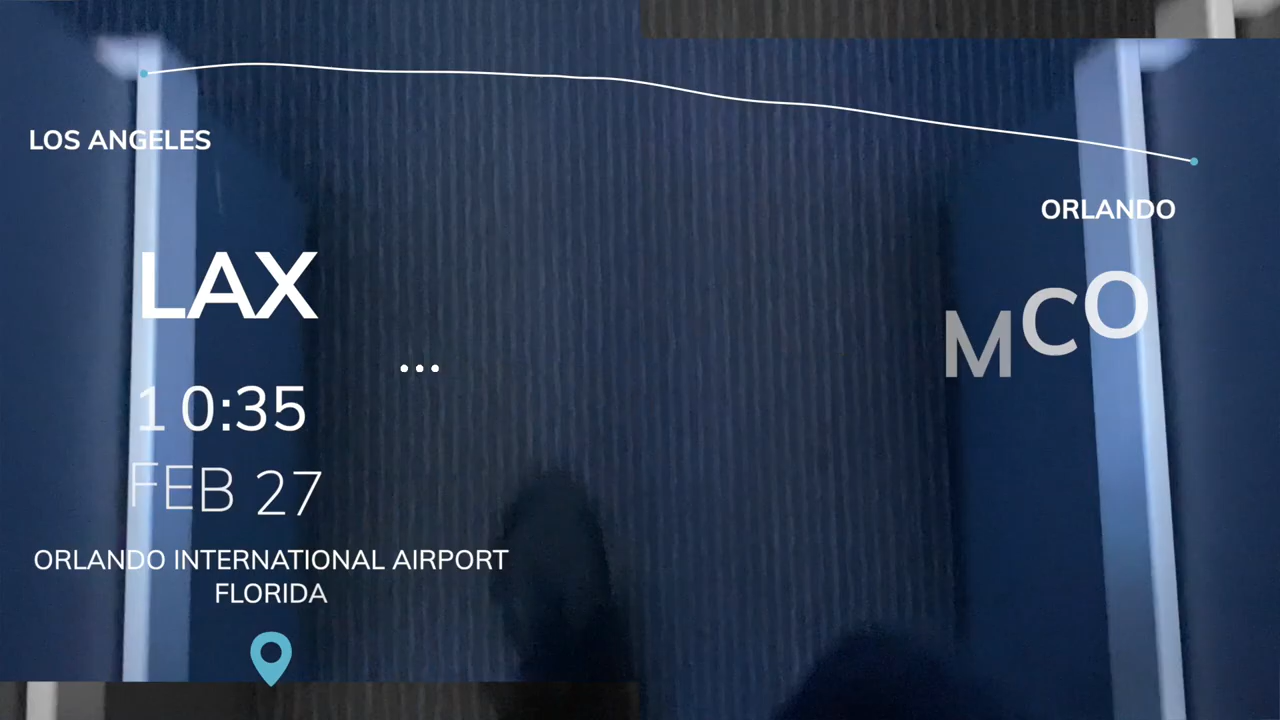 LOS ANGELES
ORLANDO
LAX
MCO
...
10:35
FEB 27
ORLANDO INTERNATIONAL AIRPORT
FLORIDA